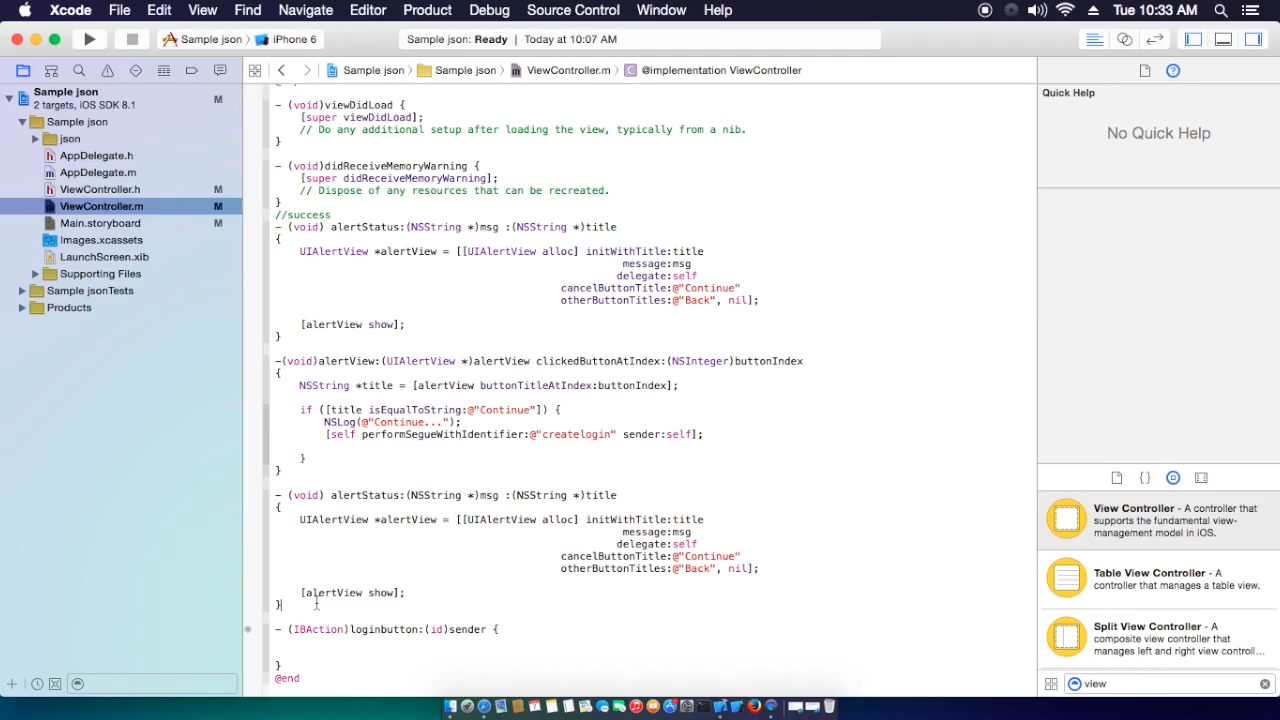 Xcode File Edit View Find Navigate Editor Product Debug Source Control Window Help Tue 10:33 AM
Sample json iPhone 6 Sample json: Ready Today at 10:07 AM
Sample json Sample json ViewController.m @implementation ViewController
Sample json M
2 targets, iOS SDK 8.1
Sample json
json
AppDelegate.h
AppDelegate.m
ViewController.h M
ViewController.m M
Main.storyboard M
Images.xcassets
LaunchScreen.xib
Supporting Files
Sample jsonTests
Products
- (void)viewDidLoad {
[super viewDidLoad];
// Do any additional setup after loading the view, typically from a nib.
}
- (void)didReceiveMemoryWarning {
[super didReceiveMemoryWarning];
// Dispose of any resources that can be recreated.
}
//success
- (void) alertStatus:(NSString *)msg :(NSString *)title
{
UIAlertView *alertView = [[UIAlertView alloc] initWithTitle:title
message:msg
delegate:self
cancelButtonTitle:@"Continue"
otherButtonTitles:@"Back", nil];
[alertView show];
}
-(void)alertView:(UIAlertView *)alertView clickedButtonAtIndex:(NSInteger)buttonIndex
{
NSString *title = [alertView buttonTitleAtIndex:buttonIndex];
if ([title isEqualToString:@"Continue"]) {
NSLog(@"Continue...");
[self performSegueWithIdentifier:@"createlogin" sender:self];
}
}
- (void) alertStatus:(NSString *)msg :(NSString *)title
{
UIAlertView *alertView = [[UIAlertView alloc] initWithTitle:title
message:msg
delegate:self
cancelButtonTitle:@"Continue"
otherButtonTitles:@"Back", nil];
[alertView show];
}
- (IBAction)loginbutton:(id)sender {
}
@end
Quick Help
No Quick Help
View Controller - A controller that
supports the fundamental view-
management model in iOS.
Table View Controller - A
controller that manages a table view.
Split View Controller - A
composite view controller that
manages left and right view controll...
view